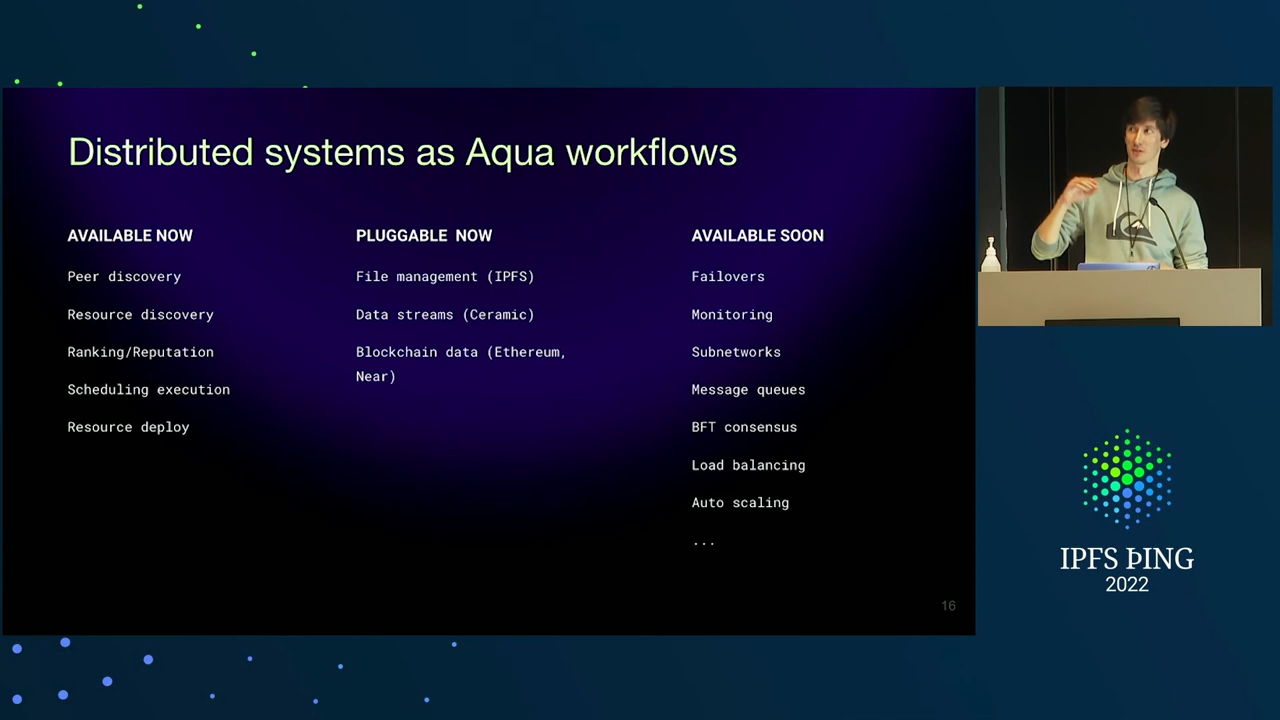 Distributed systems as Aqua workflows
AVAILABLE NOW
Peer discovery
Resource discovery
Ranking/Reputation
Scheduling execution
Resource deploy
PLUGGABLE NOW
File management (IPFS)
Data streams (Ceramic)
Blockchain data (Ethereum,
Near)
AVAILABLE SOON
Failovers
Monitoring
Subnetworks
Message queues
BFT consensus
Load balancing
Auto scaling
...
16
IPFS ÞING
2022